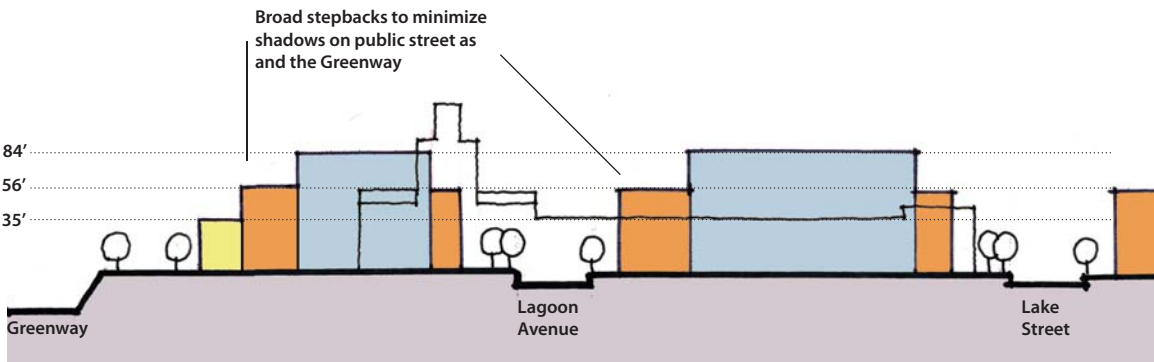 Broad stepbacks to minimize
shadows on public street as
and the Greenway
84’
56’
35’
Greenway
Lagoon
Avenue
Lake
Street